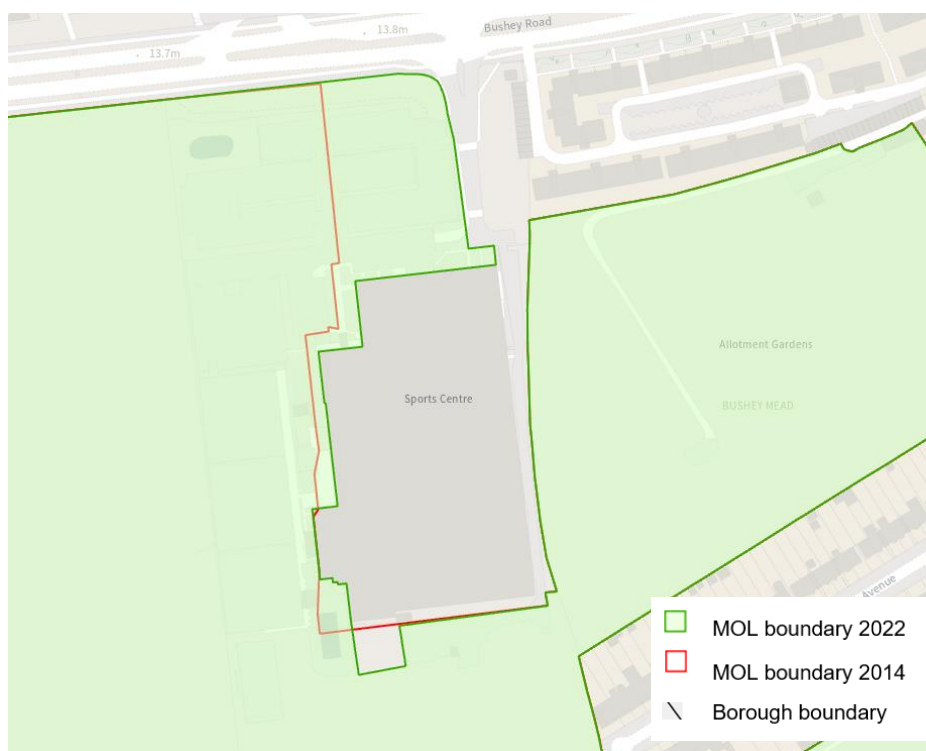 Bushey Road
13.8m
13.7m
Allotment Gardens
Sports Centre
BUSHEY MEAD
Avenue
MOL boundary 2022
MOL boundary 2014
Borough boundary